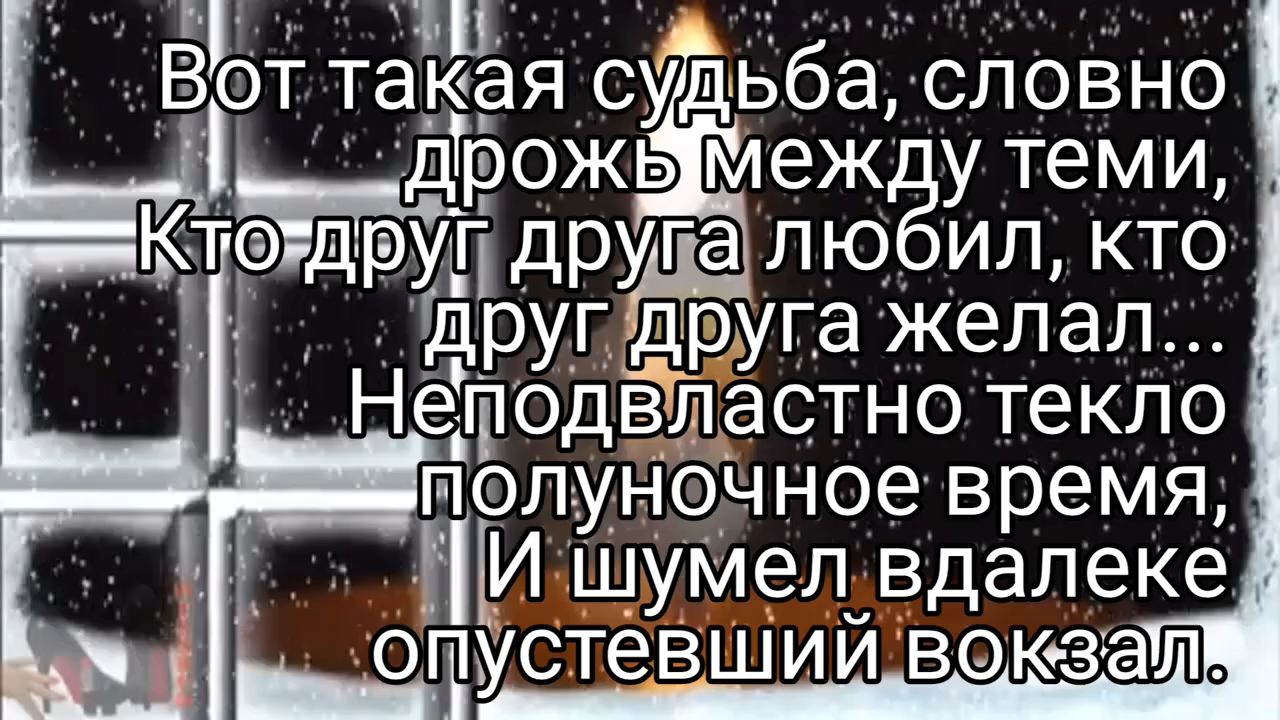 Вот такая судьба, словно
дрожь между теми,
Кто друг друга любил, кто
друг друга желал...
Неподвластно текло
полуночное время,
И шумел вдалеке
опустевший вокзал.